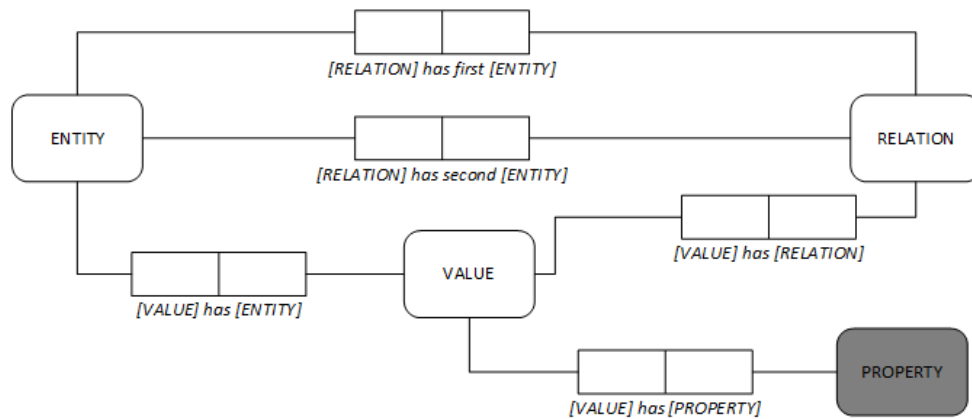 [RELATION] has first [ENTITY]
ENTITY
RELATION
[RELATION] has second [ENTITY]
[VALUE] has [RELATION]
VALUE
[VALUE] has [ENTITY]
PROPERTY
[VALUE] has [PROPERTY]